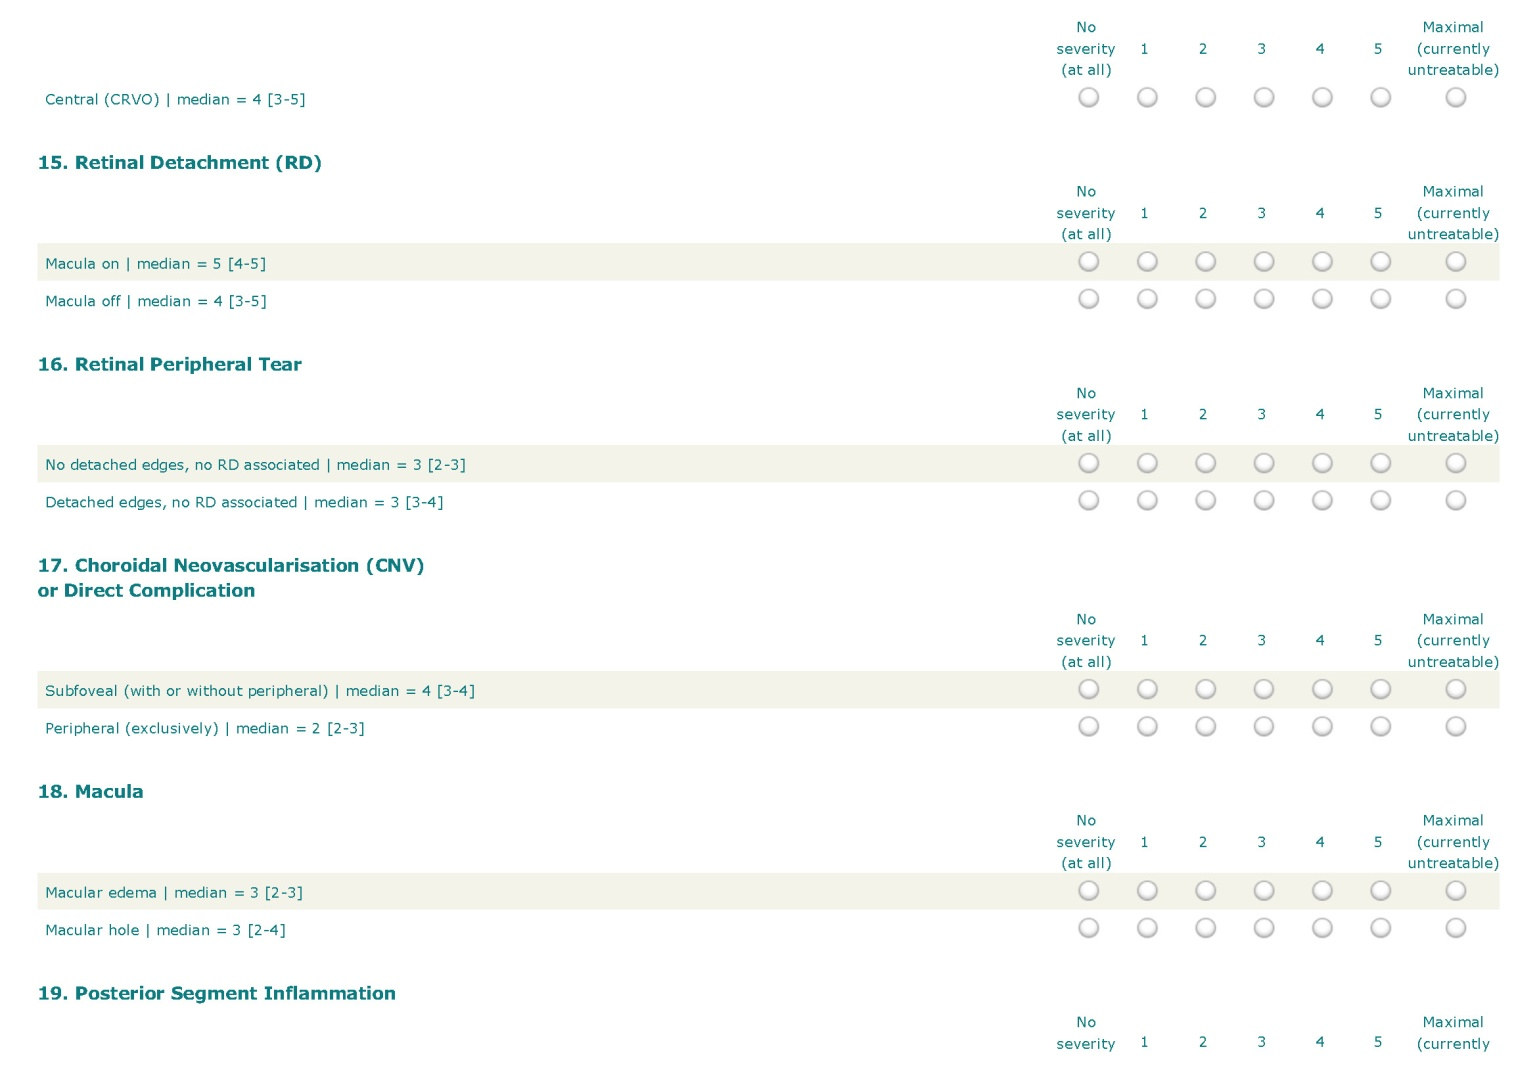 No severity (at all) 1 2 3 4 5 Maximal (currently untreatable)
Central (CRVO) | median = 4 [3-5]
15. Retinal Detachment (RD)
No severity (at all) 1 2 3 4 5 Maximal (currently untreatable)
Macula on | median = 5 [4-5]
Macula off | median = 4 [3-5]
16. Retinal Peripheral Tear
No severity (at all) 1 2 3 4 5 Maximal (currently untreatable)
No detached edges, no RD associated | median = 3 [2-3]
Detached edges, no RD associated | median = 3 [3-4]
17. Choroidal Neovascularisation (CNV)
or Direct Complication
No severity (at all) 1 2 3 4 5 Maximal (currently untreatable)
Subfoveal (with or without peripheral) | median = 4 [3-4]
Peripheral (exclusively) | median = 2 [2-3]
18. Macula
No severity (at all) 1 2 3 4 5 Maximal (currently untreatable)
Macular edema | median = 3 [2-3]
Macular hole | median = 3 [2-4]
19. Posterior Segment Inflammation
No severity 1 2 3 4 5 Maximal (currently